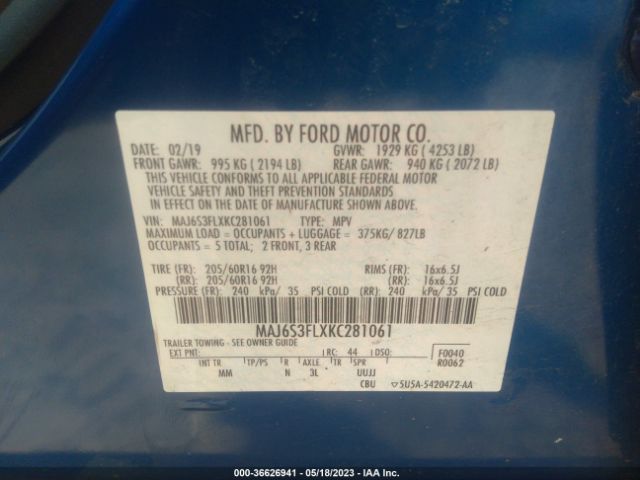 MFD. BY FORD MOTOR CO.
DATE: 02/19 GVWR: 1929 KG ( 4253 LB)
FRONT GAWR: 995 KG ( 2194 LB) REAR GAWR: 940 KG ( 2072 LB)
THIS VEHICLE CONFORMS TO ALL APPLICABLE FEDERAL MOTOR
VEHICLE SAFETY AND THEFT PREVENTION STANDARDS
IN EFFECT ON THE DATE OF MANUFACTURE SHOWN ABOVE.
VIN: MAJ6S3FLXKC281061 TYPE: MPV
MAXIMUM LOAD = OCCUPANTS + LUGGAGE = 375KG/ 827LB
OCCUPANTS = 5 TOTAL; 2 FRONT, 3 REAR
TIRE (FR): 205/60R16 92H RIMS (FR): 16x6.5J
(RR): 205/60R16 92H (RR): 16x6.5J
PRESSURE (FR): 240 kPa/ 35 PSI COLD (RR): 240 kPa/ 35 PSI COLD
MAJ6S3FLXKC281061
TRAILER TOWING - SEE OWNER GUIDE
EXT PNT: RC: 44 DSO: F0040
INT TR TP/PS R AXLE TR SPR R0062
MM N 3L UUJJ
CBU ▽5U5A-5420472-AA
000-36626941 - 05/18/2023 - IAA Inc.